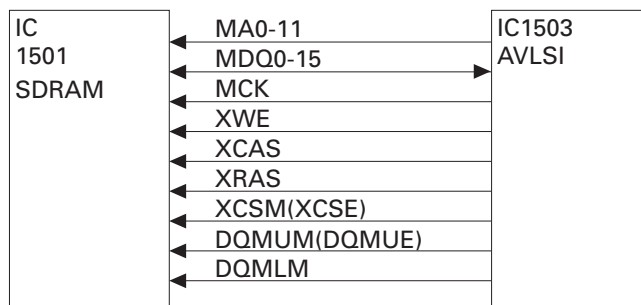 IC
1501
SDRAM
MA0-11
MDQ0-15
MCK
XWE
XCAS
XRAS
XCSM(XCSE)
DQMUM(DQMUE)
DQMLM
IC1503
AVLSI